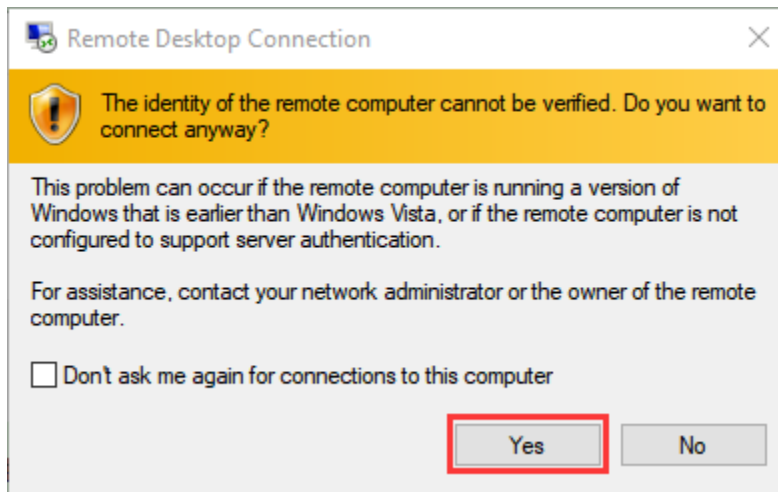 Remote Desktop Connection
The identity of the remote computer cannot be verified. Do you want to
connect anyway?
This problem can occur if the remote computer is running a version of
Windows that is earlier than Windows Vista, or if the remote computer is not
configured to support server authentication.
For assistance, contact your network administrator or the owner of the remote
computer.
Don't ask me again for connections to this computer
Yes
No